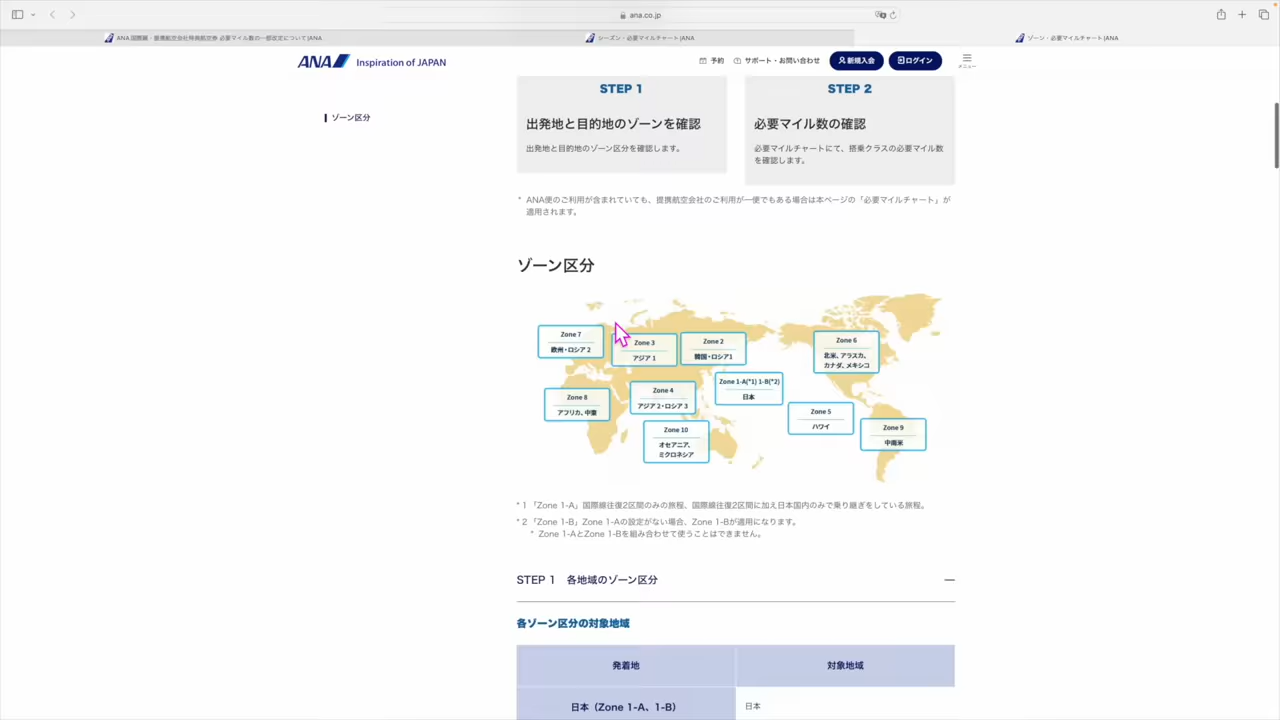 ana.co.jp
ANA 国際線・提携航空会社特典航空券 必要マイル数の一部改定について|ANA
シーズン・必要マイルチャート|ANA
ゾーン・必要マイルチャート|ANA
ANA Inspiration of JAPAN
予約
サポート・お問い合わせ
新規入会
ログイン
メニュー
ゾーン区分
STEP 1
出発地と目的地のゾーンを確認
出発地と目的地のゾーン区分を確認します。
STEP 2
必要マイル数の確認
必要マイルチャートにて、搭乗クラスの必要マイル数
を確認します。
* ANA便のご利用が含まれていても、提携航空会社のご利用が一便でもある場合は本ページの「必要マイルチャート」が
適用されます。
ゾーン区分
Zone 7
欧州・ロシア 2
Zone 3
アジア 1
Zone 2
韓国・ロシア1
Zone 6
北米、アラスカ、
カナダ、メキシコ
Zone 8
アフリカ、中東
Zone 4
アジア 2・ロシア 3
Zone 1-A(*1) 1-B(*2)
日本
Zone 5
ハワイ
Zone 9
中南米
Zone 10
オセアニア、
ミクロネシア
* 1 「Zone 1-A」国際線往復2区間のみの旅程、国際線往復2区間に加え日本国内のみで乗り継ぎをしている旅程。
* 2 「Zone 1-B」Zone 1-Aの設定がない場合、Zone 1-Bが適用になります。
* Zone 1-AとZone 1-Bを組み合わせて使うことはできません。
STEP 1 各地域のゾーン区分
各ゾーン区分の対象地域
発着地
対象地域
日本（Zone 1-A、1-B）
日本